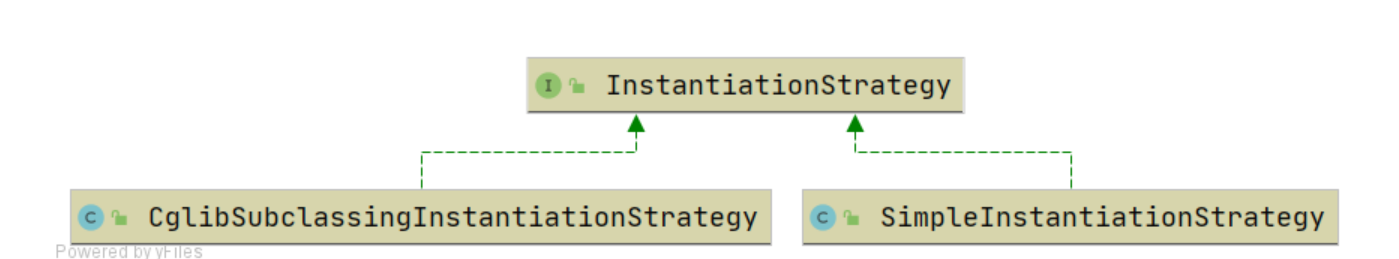 I InstantiationStrategy
C CglibSubclassingInstantiationStrategy
C SimpleInstantiationStrategy
Powered by yFiles